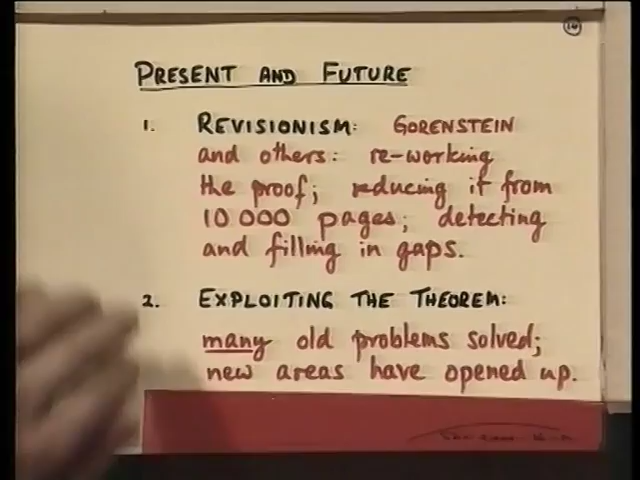 PRESENT AND FUTURE
1. REVISIONISM: GORENSTEIN
and others: re-working
the proof; reducing it from
10 000 pages; detecting
and filling in gaps.
2. EXPLOITING THE THEOREM:
many old problems solved;
new areas have opened up.